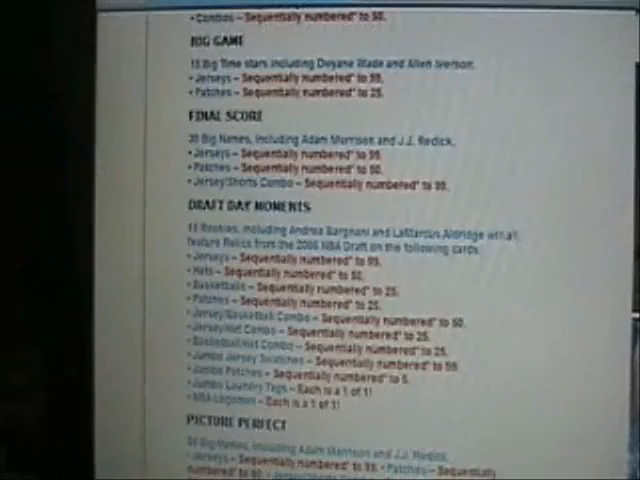 • Combos – Sequentially numbered* to 50.
BIG GAME
15 Big Time stars including Dwyane Wade and Allen Iverson.
• Jerseys – Sequentially numbered* to 99.
• Patches – Sequentially numbered* to 25.
FINAL SCORE
30 Big Names, including Adam Morrison and J.J. Redick.
• Jerseys – Sequentially numbered* to 99.
• Patches – Sequentially numbered* to 50.
• Jersey/Shorts Combo – Sequentially numbered* to 99.
DRAFT DAY MOMENTS
Rookies, including Andrea Bargnani and LaMarcus Aldridge with all
feature Relics from the 2006 NBA Draft on the following cards:
• Jerseys – Sequentially numbered* to 99.
• Hats – Sequentially numbered* to 50.
• Basketballs – Sequentially numbered* to 25.
• Patches – Sequentially numbered* to 25.
• Jersey/Basketball Combo – Sequentially numbered* to 50.
• Jersey/Hat Combo – Sequentially numbered* to 25.
• Basketball/Hat Combo – Sequentially numbered* to 25.
• Jumbo Jersey Swatches – Sequentially numbered* to 99.
• Jumbo Patches – Sequentially numbered* to 5.
• Jumbo Laundry Tags – Each is a 1 of 1!
• NBA Logoman – Each is a 1 of 1!
PICTURE PERFECT
Big Names, including Adam Morrison and J.J. Redick.
• Jerseys – Sequentially numbered* to 99. • Patches – Sequentially
numbered* to 50.